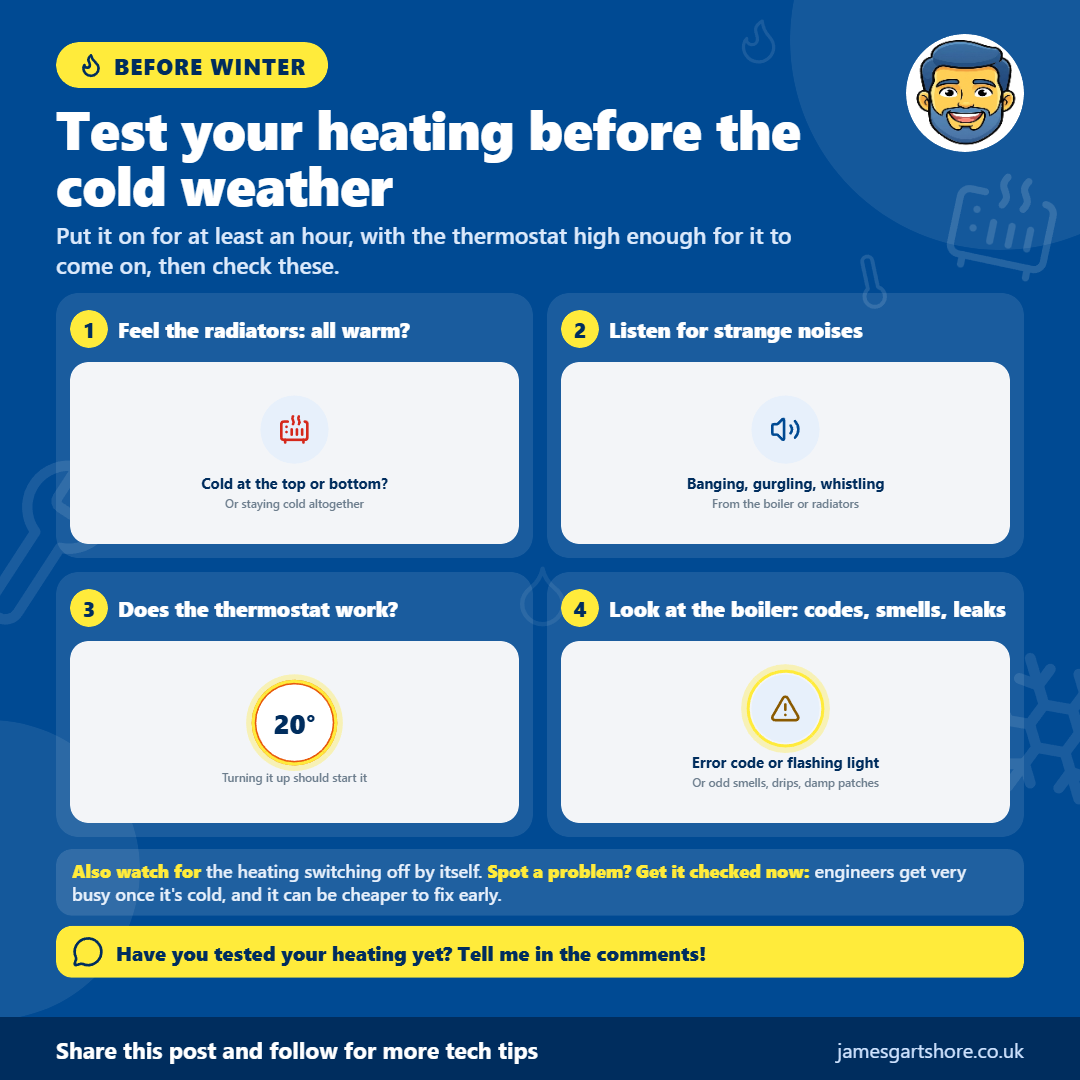 BEFORE WINTER
Test your heating before the
cold weather
Put it on for at least an hour, with the thermostat high enough for it to
come on, then check these.
1 Feel the radiators: all warm?
Cold at the top or bottom?
Or staying cold altogether
2 Listen for strange noises
Banging, gurgling, whistling
From the boiler or radiators
3 Does the thermostat work?
20°
Turning it up should start it
4 Look at the boiler: codes, smells, leaks
Error code or flashing light
Or odd smells, drips, damp patches
Also watch for the heating switching off by itself. Spot a problem? Get it checked now: engineers get very
busy once it's cold, and it can be cheaper to fix early.
Have you tested your heating yet? Tell me in the comments!
Share this post and follow for more tech tips
jamesgartshore.co.uk